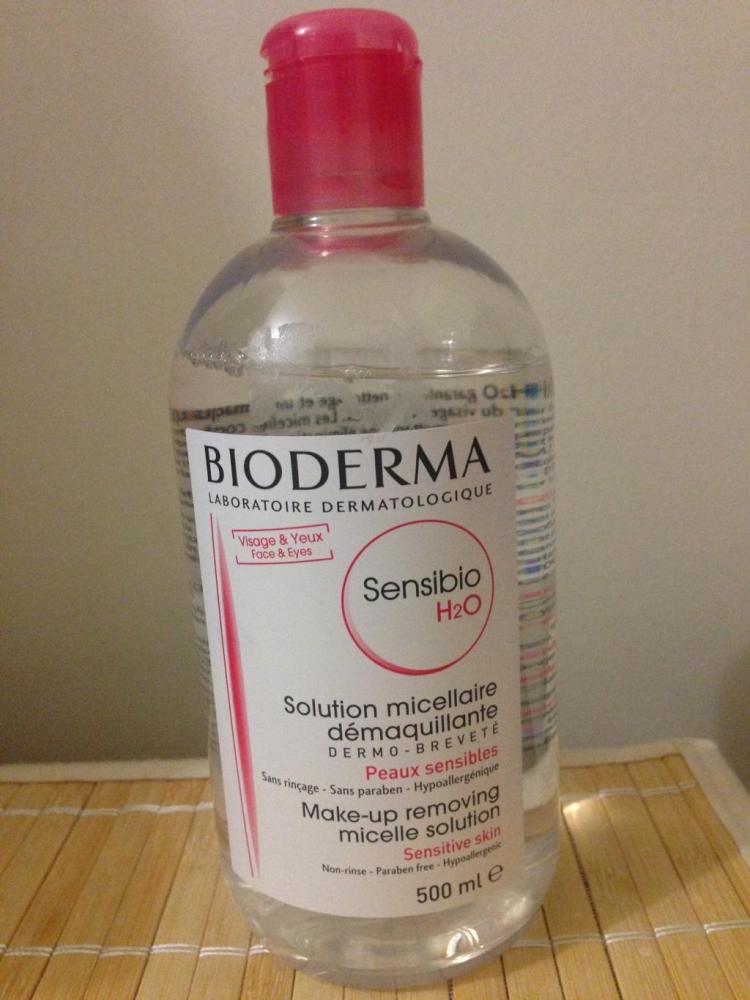 BIODERMA
LABORATOIRE DERMATOLOGIQUE
Visage & Yeux
Face & Eyes
Sensibio
H2O
Solution micellaire
démaquillante
DERMO-BREVETÉ
Peaux sensibles
Sans rinçage - Sans paraben - Hypoallergénique
Make-up removing
micelle solution
Sensitive skin
Non-rinse - Paraben free - Hypoallergenic
500 ml e